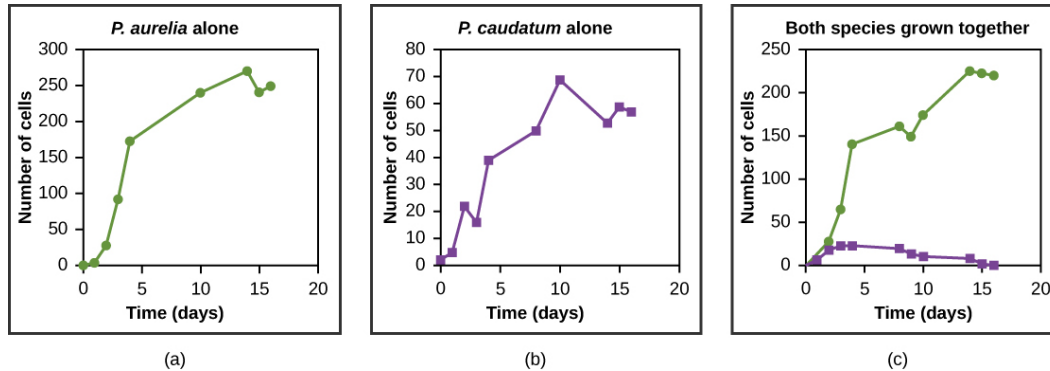 P. aurelia alone
300
250
200
150
100
50
0
Number of cells
0 5 10 15 20
Time (days)
(a)
P. caudatum alone
80
70
60
50
40
30
20
10
0
Number of cells
0 5 10 15 20
Time (days)
(b)
Both species grown together
250
200
150
100
50
0
Number of cells
0 5 10 15 20
Time (days)
(c)